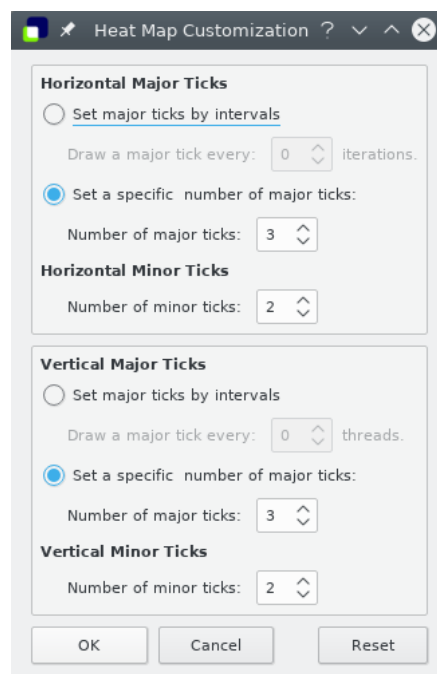 Heat Map Customization ?
Horizontal Major Ticks
Set major ticks by intervals
Draw a major tick every: 0 iterations.
Set a specific number of major ticks:
Number of major ticks: 3
Horizontal Minor Ticks
Number of minor ticks: 2
Vertical Major Ticks
Set major ticks by intervals
Draw a major tick every: 0 threads.
Set a specific number of major ticks:
Number of major ticks: 3
Vertical Minor Ticks
Number of minor ticks: 2
OK Cancel Reset